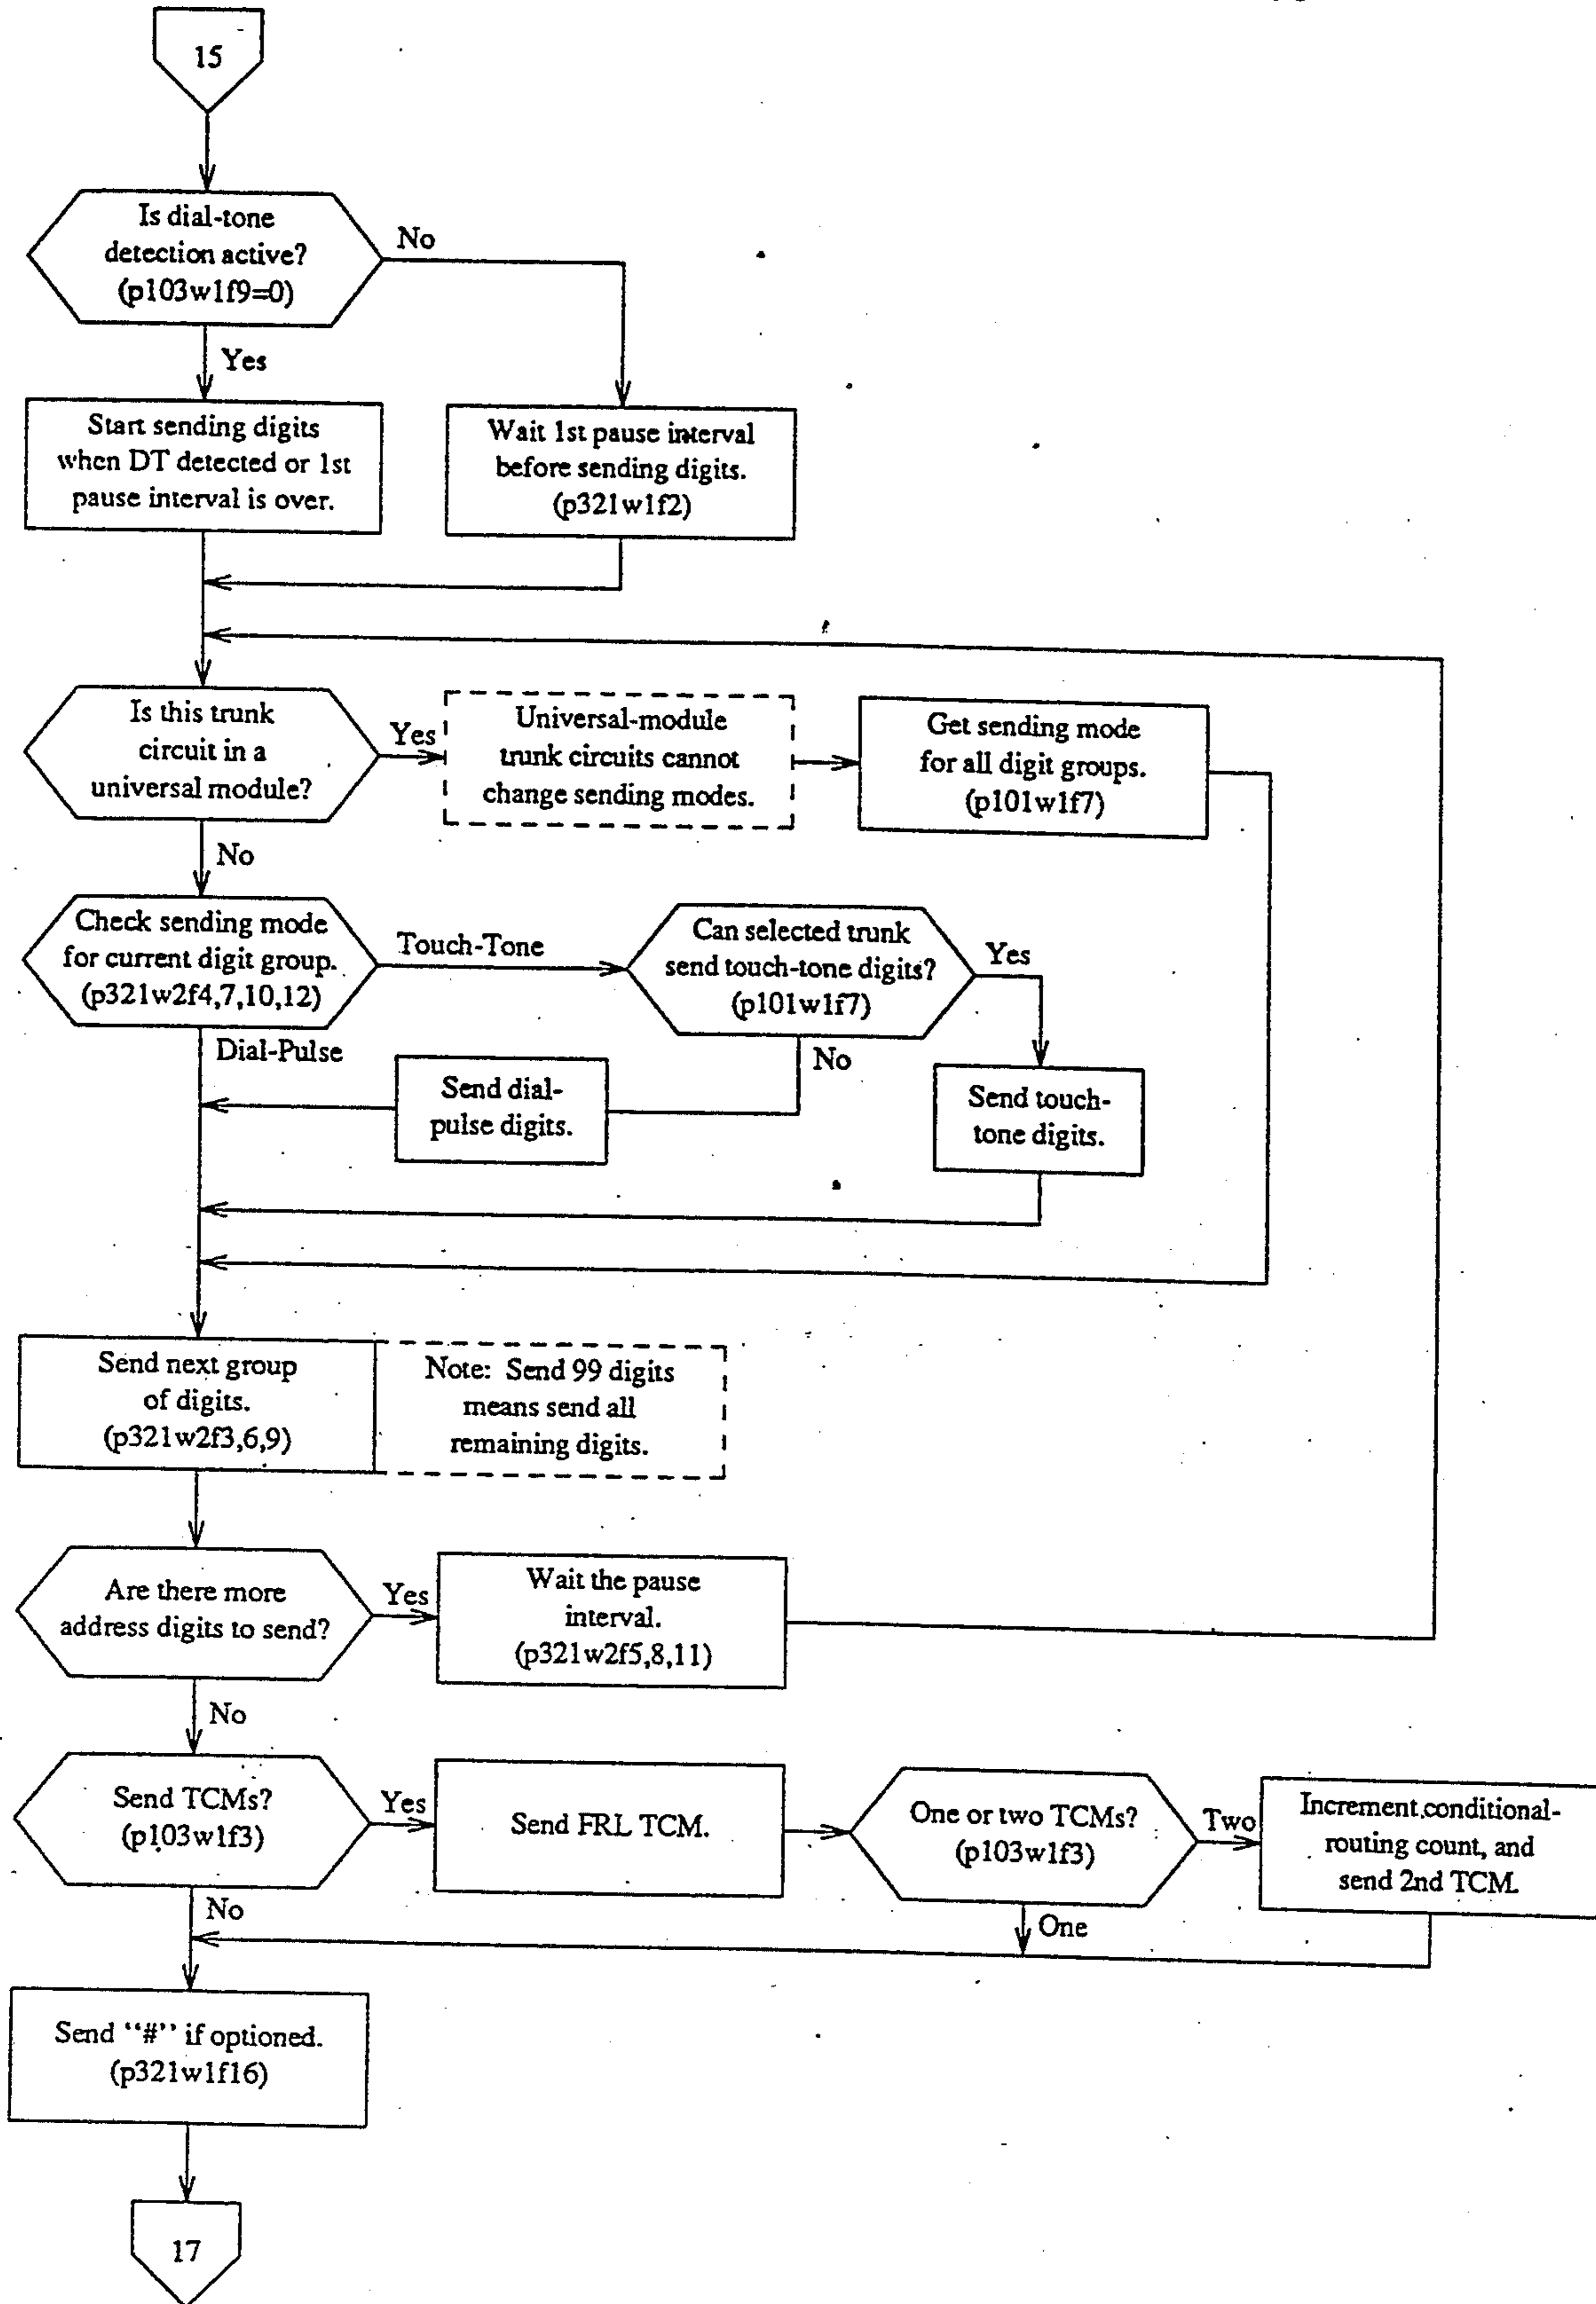 15
Is dial-tone
detection active?
(p103w1f9=0)
No
Yes
Start sending digits
when DT detected or 1st
pause interval is over.
Wait 1st pause interval
before sending digits.
(p321w1f2)
Is this trunk
circuit in a
universal module?
Yes
Universal-module
trunk circuits cannot
change sending modes.
Get sending mode
for all digit groups.
(p101w1f7)
No
Check sending mode
for current digit group.
(p321w2f4,7,10,12)
Touch-Tone
Can selected trunk
send touch-tone digits?
(p101w1f7)
Yes
Dial-Pulse
No
Send dial-
pulse digits.
Send touch-
tone digits.
Send next group
of digits.
(p321w2f3,6,9)
Note: Send 99 digits
means send all
remaining digits.
Are there more
address digits to send?
Yes
Wait the pause
interval.
(p321w2f5,8,11)
No
Send TCMs?
(p103w1f3)
Yes
Send FRL TCM.
One or two TCMs?
(p103w1f3)
Two
Increment conditional-
routing count, and
send 2nd TCM.
No
One
Send "#" if optioned.
(p321w1f16)
17